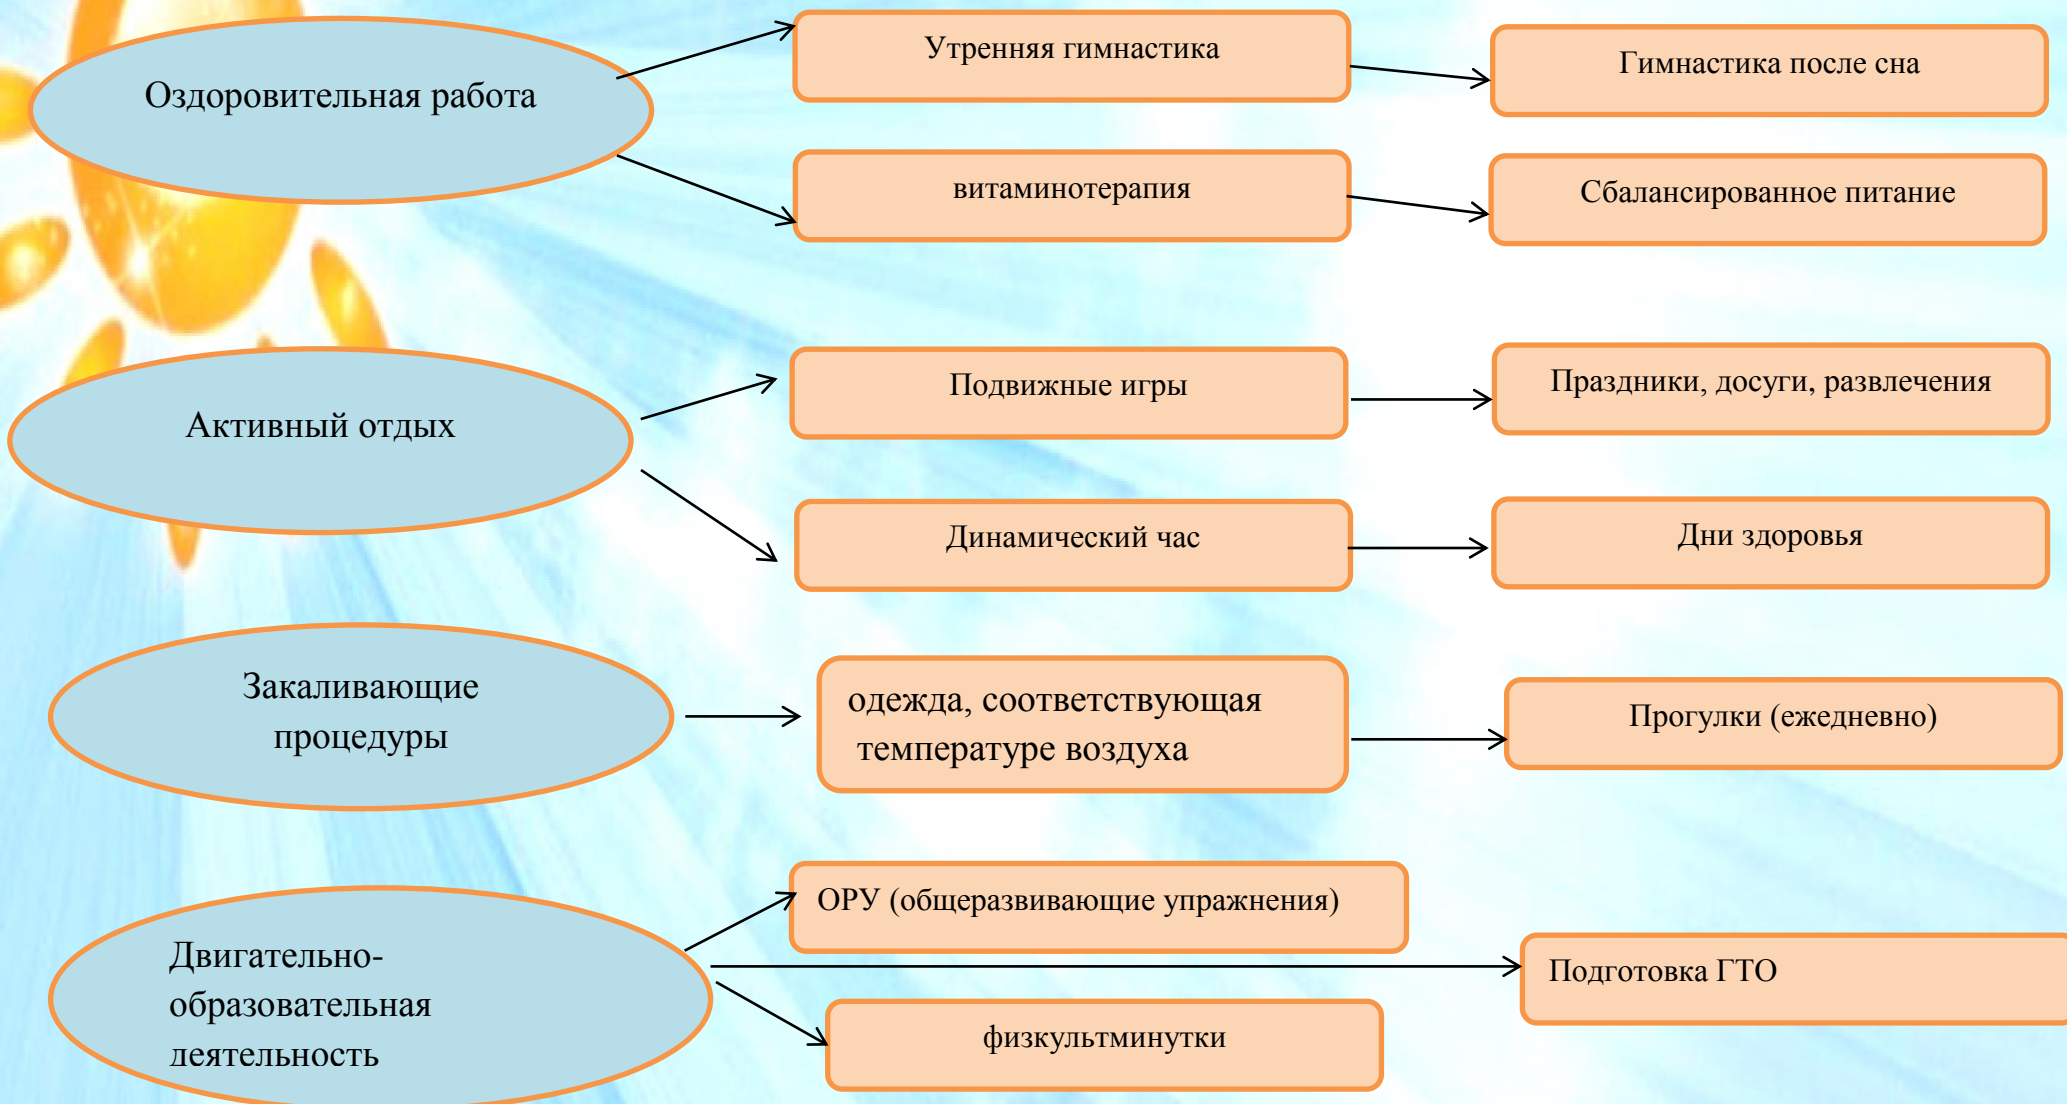 Оздоровительная работа
Утренняя гимнастика
Гимнастика после сна
витаминотерапия
Сбалансированное питание
Активный отдых
Подвижные игры
Праздники, досуги, развлечения
Динамический час
Дни здоровья
Закаливающие
процедуры
одежда, соответствующая
температуре воздуха
Прогулки (ежедневно)
Двигательно-
образовательная
деятельность
ОРУ (общеразвивающие упражнения)
Подготовка ГТО
физкультминутки